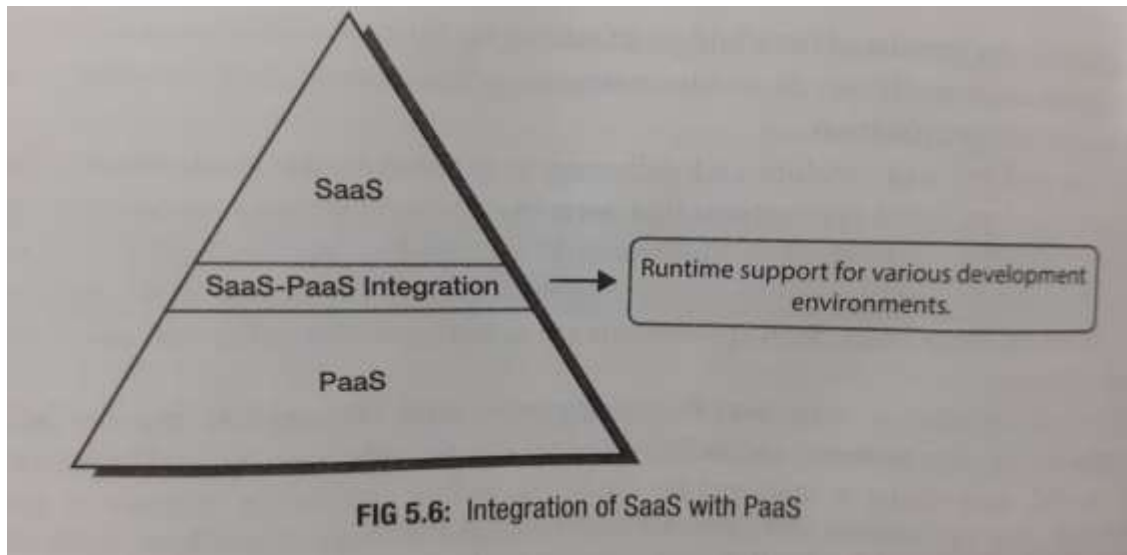 SaaS
SaaS-PaaS Integration
Runtime support for various development
environments.
PaaS
FIG 5.6: Integration of SaaS with PaaS